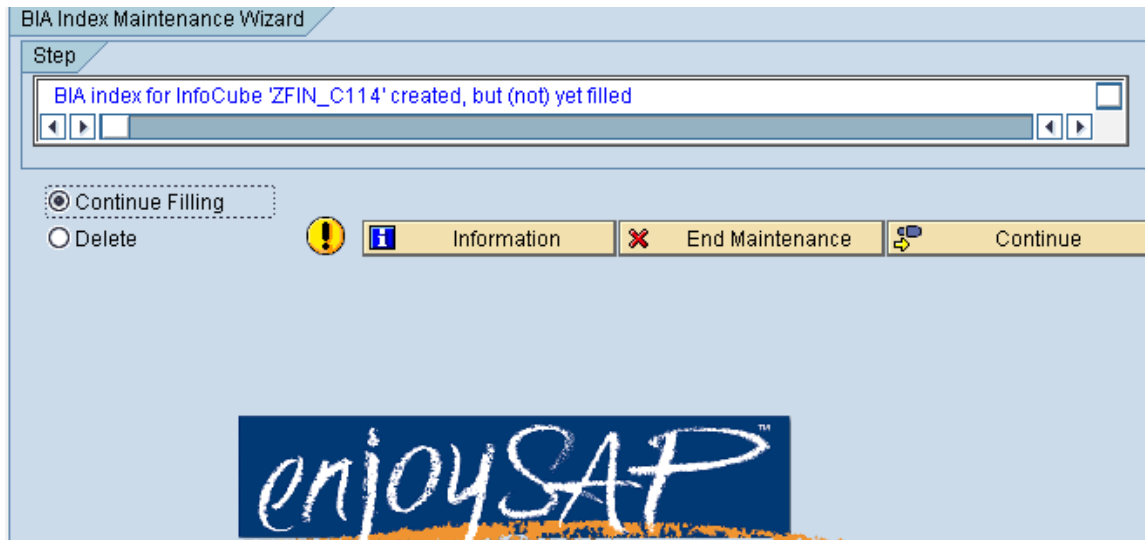 BIA Index Maintenance Wizard
Step
BIA index for InfoCube 'ZFIN_C114' created, but (not) yet filled
Continue Filling
Delete
Information
End Maintenance
Continue
enjoySAP™